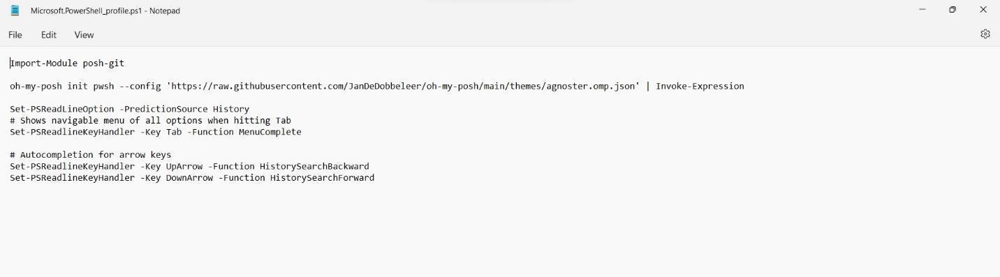 Microsoft.PowerShell_profile.ps1 - Notepad
File Edit View
Import-Module posh-git
oh-my-posh init pwsh --config 'https://raw.githubusercontent.com/JanDeDobbeleer/oh-my-posh/main/themes/agnoster.omp.json' | Invoke-Expression
Set-PSReadLineOption -PredictionSource History
# Shows navigable menu of all options when hitting Tab
Set-PSReadlineKeyHandler -Key Tab -Function MenuComplete
# Autocompletion for arrow keys
Set-PSReadlineKeyHandler -Key UpArrow -Function HistorySearchBackward
Set-PSReadlineKeyHandler -Key DownArrow -Function HistorySearchForward